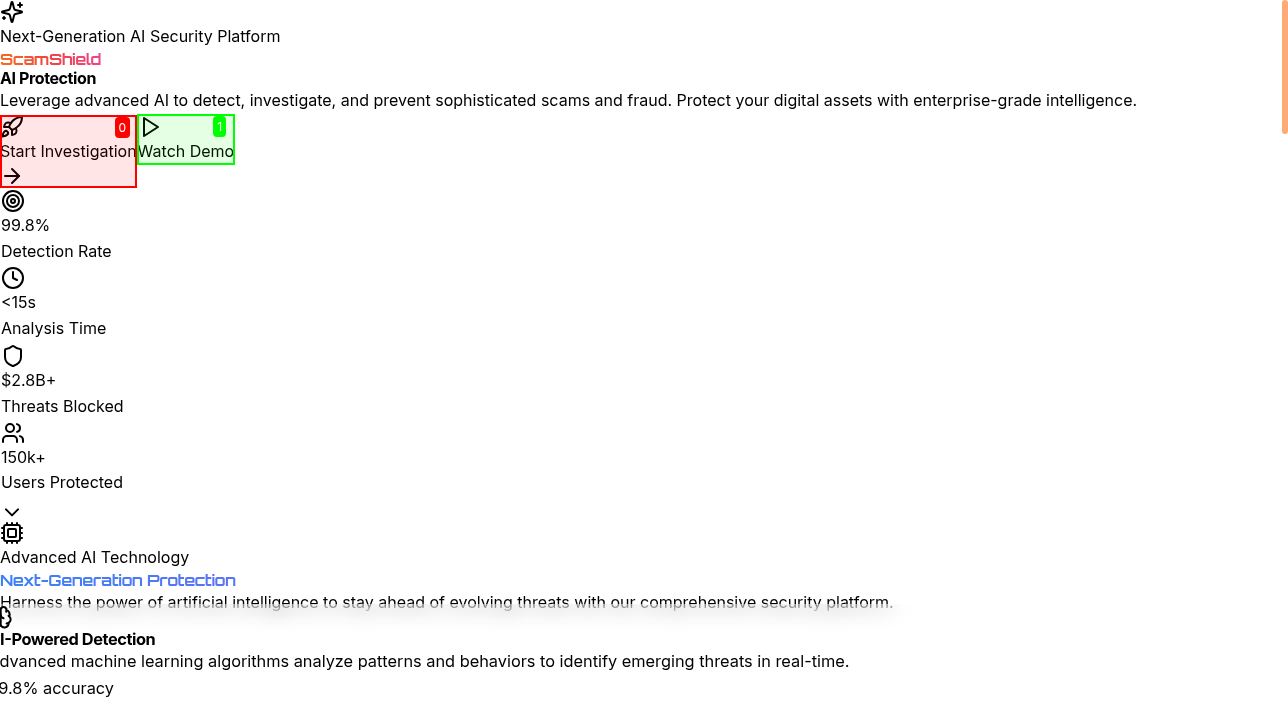 Next-Generation AI Security Platform
ScamShield
AI Protection
Leverage advanced AI to detect, investigate, and prevent sophisticated scams and fraud. Protect your digital assets with enterprise-grade intelligence.
0
1
Start Investigation
Watch Demo
99.8%
Detection Rate
<15s
Analysis Time
$2.8B+
Threats Blocked
150k+
Users Protected
Advanced AI Technology
Next-Generation Protection
Harness the power of artificial intelligence to stay ahead of evolving threats with our comprehensive security platform.
I-Powered Detection
dvanced machine learning algorithms analyze patterns and behaviors to identify emerging threats in real-time.
9.8% accuracy